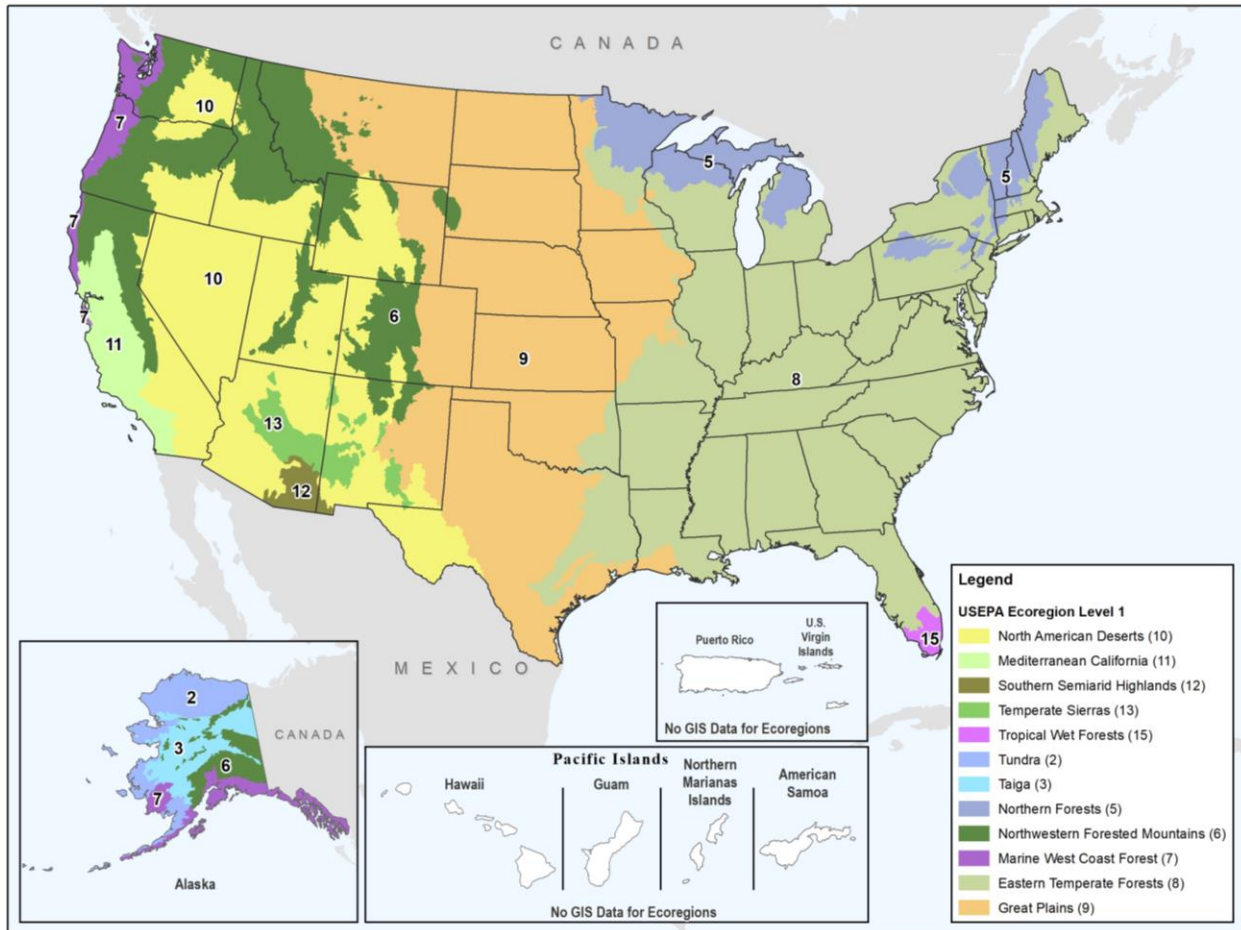 CANADA
10
7
5
5
7
10
6
7
11
9
8
13
12
15
MEXICO
Puerto Rico
U.S.
Virgin
Islands
No GIS Data for Ecoregions
2
CANADA
3
6
7
Alaska
Pacific Islands
Hawaii
Guam
Northern
Marianas
Islands
American
Samoa
No GIS Data for Ecoregions
Legend
USEPA Ecoregion Level 1
North American Deserts (10)
Mediterranean California (11)
Southern Semiarid Highlands (12)
Temperate Sierras (13)
Tropical Wet Forests (15)
Tundra (2)
Taiga (3)
Northern Forests (5)
Northwestern Forested Mountains (6)
Marine West Coast Forest (7)
Eastern Temperate Forests (8)
Great Plains (9)